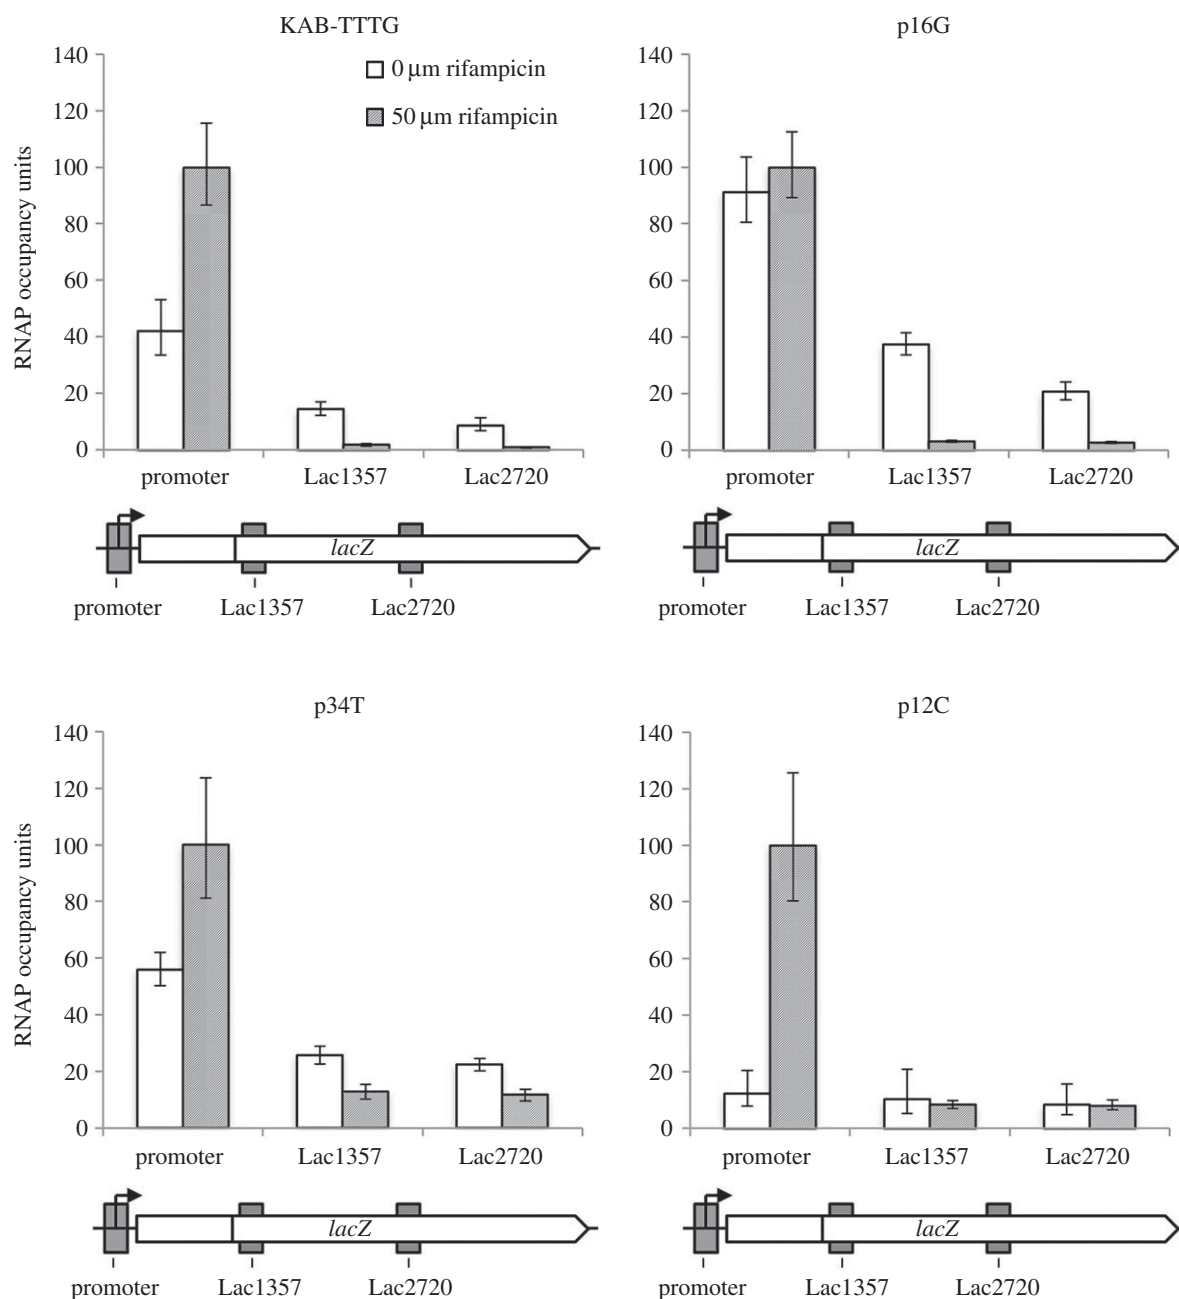 KAB-TTTG
RNAP occupancy units
140
120
100
80
60
40
20
0
0 μm rifampicin
50 μm rifampicin
promoter Lac1357 Lac2720
lacZ
promoter Lac1357 Lac2720
p16G
140
120
100
80
60
40
20
0
promoter Lac1357 Lac2720
lacZ
promoter Lac1357 Lac2720
p34T
RNAP occupancy units
140
120
100
80
60
40
20
0
promoter Lac1357 Lac2720
lacZ
promoter Lac1357 Lac2720
p12C
140
120
100
80
60
40
20
0
promoter Lac1357 Lac2720
lacZ
promoter Lac1357 Lac2720